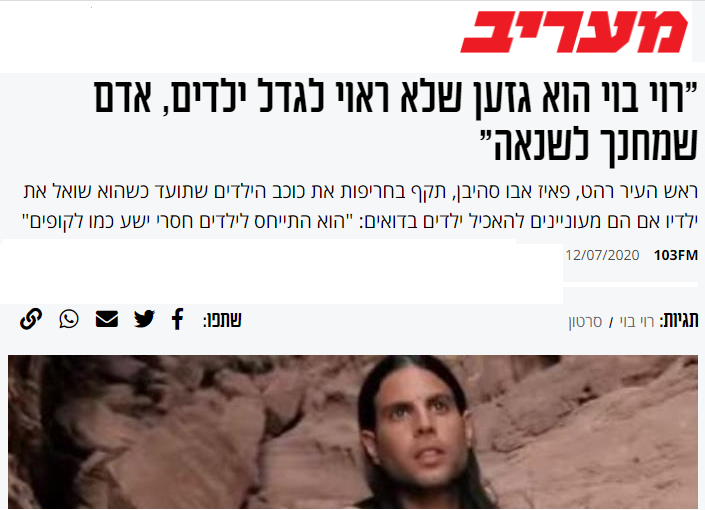 מעריב
"רוי בוי הוא גזען שלא ראוי לגדל ילדים, אדם
שמחנך לשנאה"
ראש העיר רהט, פאיז אבו סהיבן, תקף בחריפות את כוכב הילדים שתועד כשהוא שואל את
ילדיו אם הם מעוניינים להאכיל ילדים בדואים: "הוא התייחס לילדים חסרי ישע כמו לקופים"
103FM 12/07/2020
תגיות: רוי בוי / סרטון
שתפו: